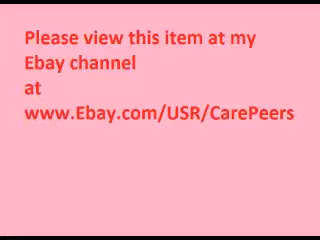 Please view this item at my
Ebay channel
at
www.Ebay.com/USR/CarePeers